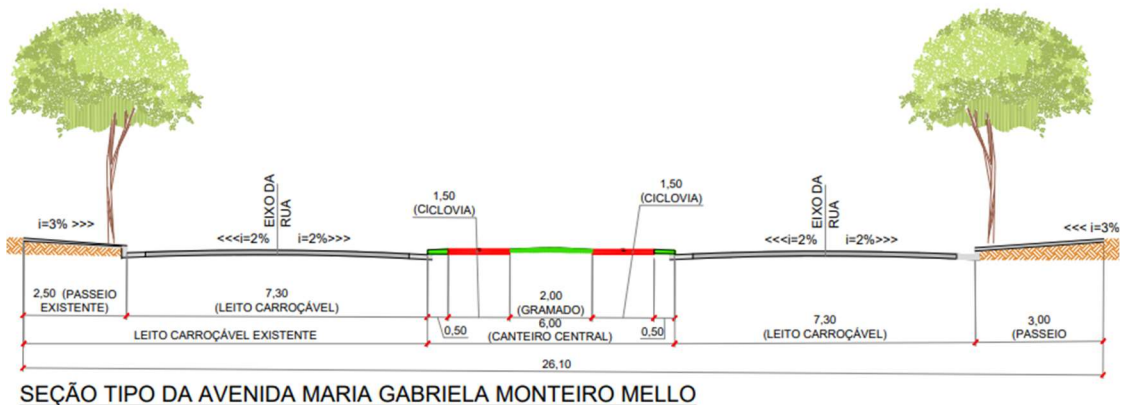 1,50
(CICLOVIA)
1,50
(CICLOVIA)
EIXO DA
RUA
EIXO DA
RUA
i=3% >>>
<<<i=2%
i=2%>>>
<<<i=2%
i=2%>>>
<<< i=3%
2,50 (PASSEIO
EXISTENTE)
7,30
(LEITO CARROÇÁVEL)
2,00
(GRAMADO)
7,30
(LEITO CARROÇÁVEL)
3,00
(PASSEIO
LEITO CARROÇÁVEL EXISTENTE
0,50
6,00
(CANTEIRO CENTRAL)
0,50
26,10
SEÇÃO TIPO DA AVENIDA MARIA GABRIELA MONTEIRO MELLO